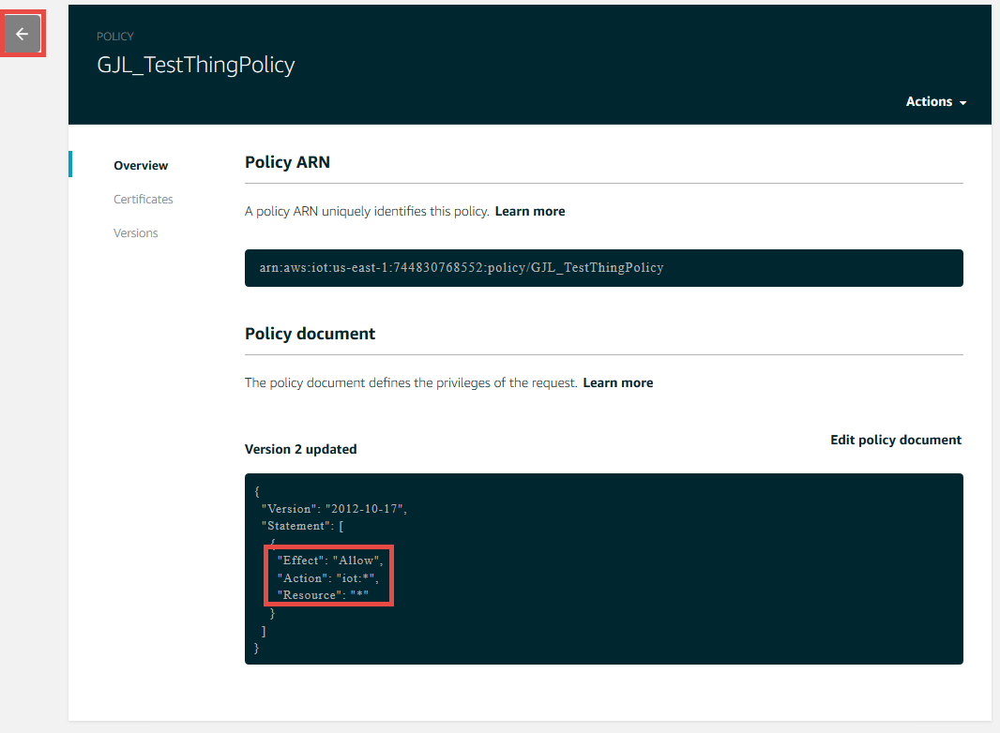 POLICY
GJL_TestThingPolicy
Actions
Overview
Certificates
Versions
Policy ARN
A policy ARN uniquely identifies this policy. Learn more
arn:aws:iot:us-east-1:744830768552:policy/GJL_TestThingPolicy
Policy document
The policy document defines the privileges of the request. Learn more
Version 2 updated
Edit policy document
{
"Version": "2012-10-17",
"Statement": [
{
"Effect": "Allow",
"Action": "iot:*",
"Resource": "*"
}
]
}